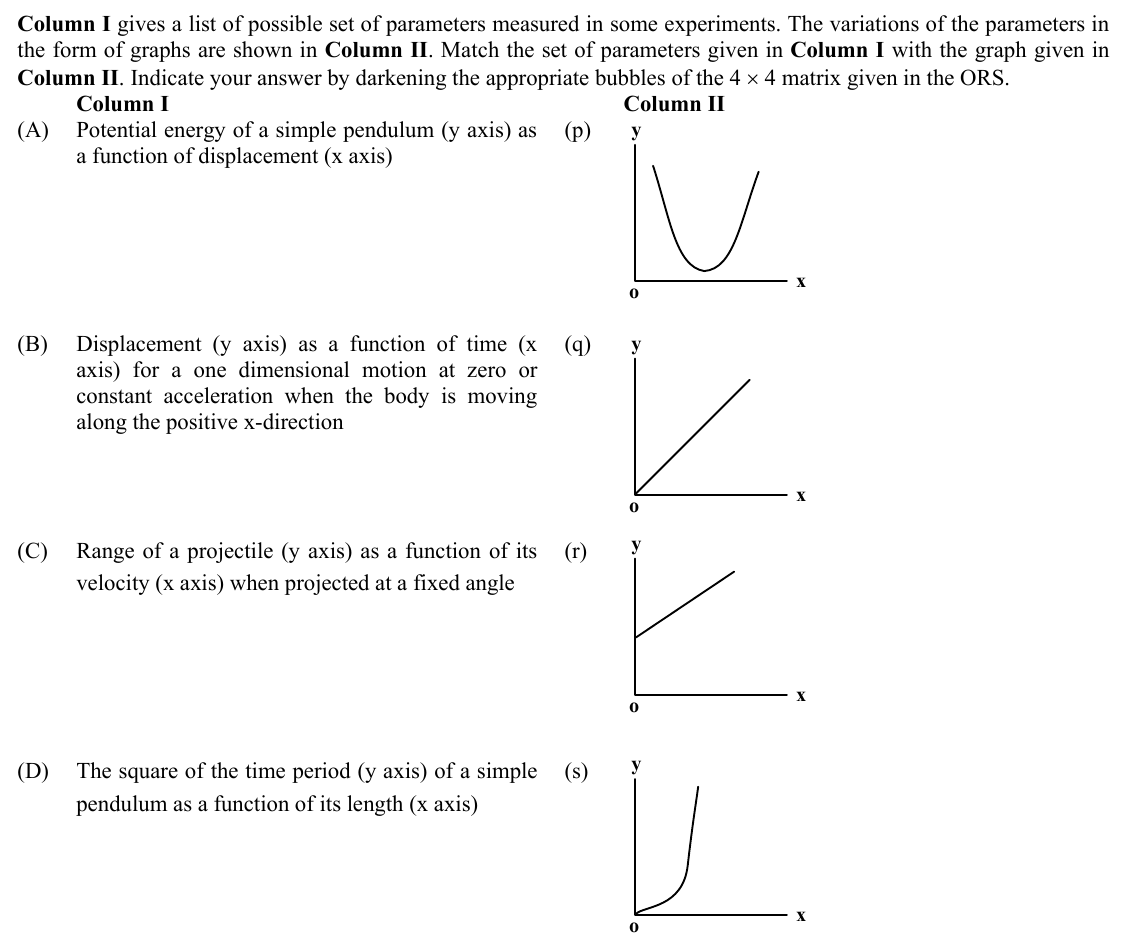 Column I gives a list of possible set of parameters measured in some experiments. The variations of the parameters in
the form of graphs are shown in Column II. Match the set of parameters given in Column I with the graph given in
Column II. Indicate your answer by darkening the appropriate bubbles of the 4 × 4 matrix given in the ORS.
Column I Column II
(A) Potential energy of a simple pendulum (y axis) as (p) y
a function of displacement (x axis)
x
o
(B) Displacement (y axis) as a function of time (x (q) y
axis) for a one dimensional motion at zero or
constant acceleration when the body is moving
along the positive x-direction
x
o
(C) Range of a projectile (y axis) as a function of its (r) y
velocity (x axis) when projected at a fixed angle
x
o
(D) The square of the time period (y axis) of a simple (s) y
pendulum as a function of its length (x axis)
x
o